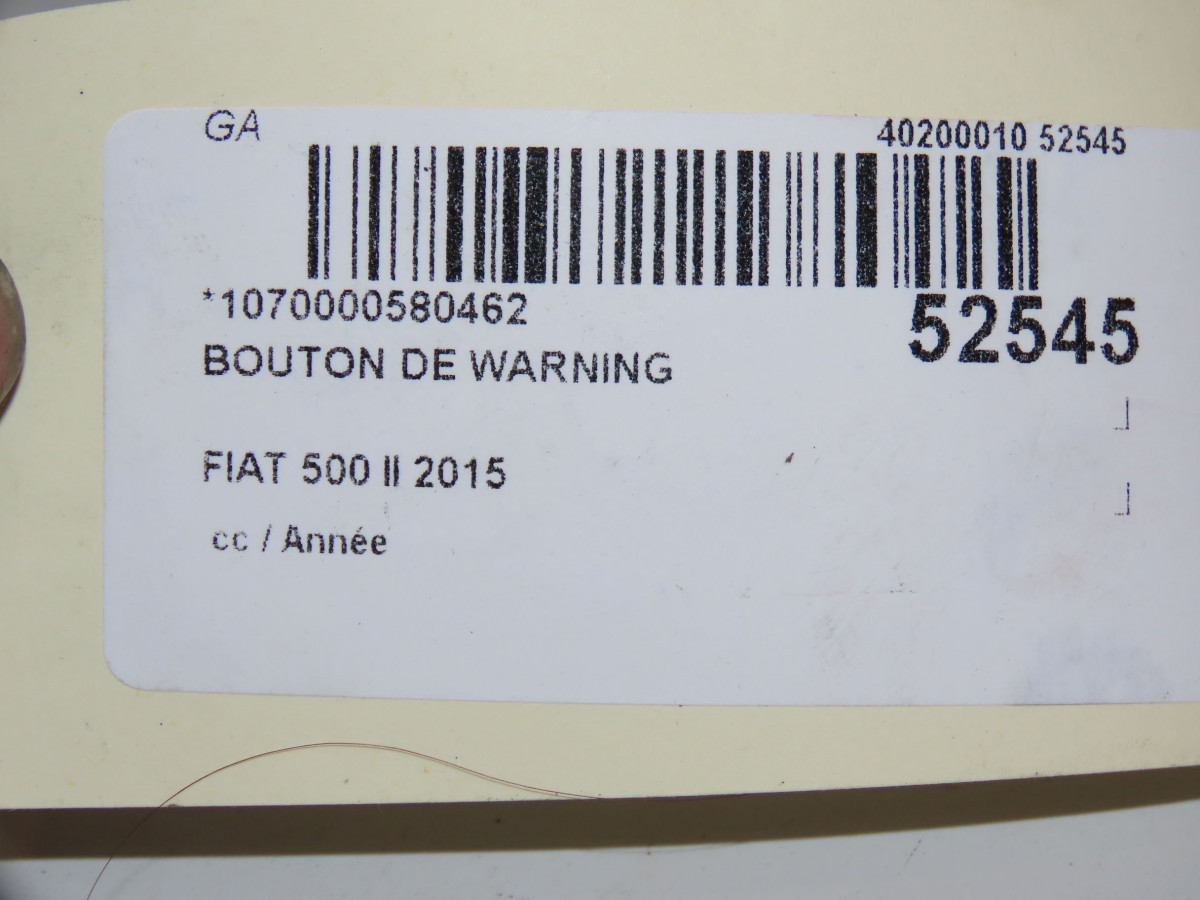 GA
40200010 52545
*1070000580462
52545
BOUTON DE WARNING
FIAT 500 II 2015
cc / Année